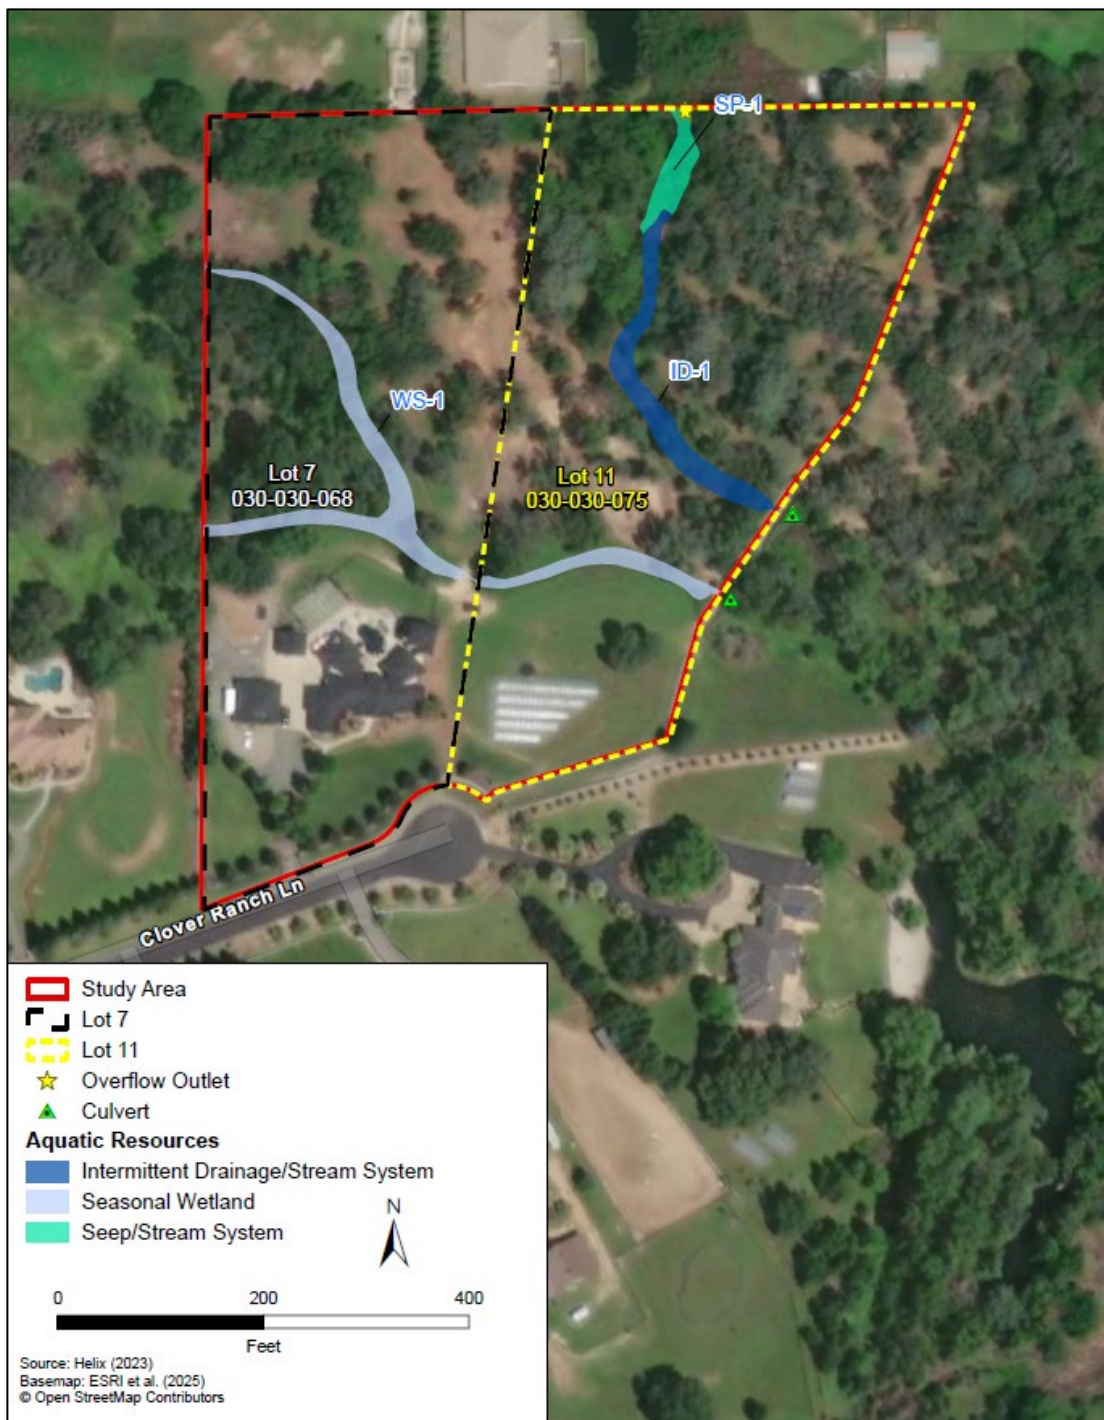 SP-1
ID-1
WS-1
Lot 7
030-030-068
Lot 11
030-030-075
Clover Ranch Ln
Study Area
Lot 7
Lot 11
Overflow Outlet
Culvert
Aquatic Resources
Intermittent Drainage/Stream System
Seasonal Wetland
Seep/Stream System
N
0 200 400
Feet
Source: Helix (2023)
Basemap: ESRI et al. (2025)
© Open StreetMap Contributors